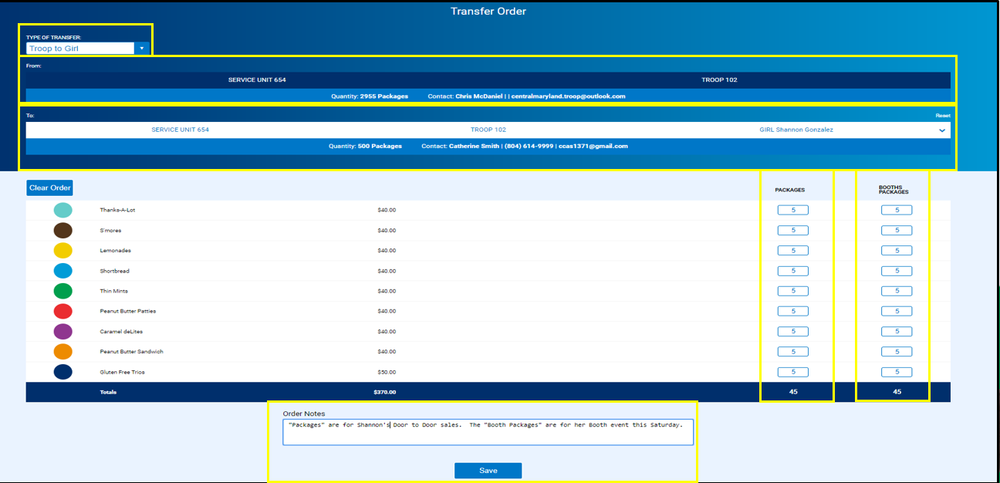 Transfer Order
TYPE OF TRANSFER:
Troop to Girl
From:
SERVICE UNIT 654 TROOP 102
Quantity: 2955 Packages Contact: Chris McDaniel | | centralmaryland.troop@outlook.com
To: Reset
SERVICE UNIT 654 TROOP 102 GIRL Shannon Gonzalez
Quantity: 500 Packages Contact: Catherine Smith | (804) 614-9999 | ccas1371@gmail.com
Clear Order PACKAGES BOOTHS
PACKAGES
Thanks-A-Lot $40.00 5 5
S'mores $40.00 5 5
Lemonades $40.00 5 5
Shortbread $40.00 5 5
Thin Mints $40.00 5 5
Peanut Butter Patties $40.00 5 5
Caramel deLites $40.00 5 5
Peanut Butter Sandwich $40.00 5 5
Gluten Free Trios $50.00 5 5
Totals $370.00 45 45
Order Notes
"Packages" are for Shannon's Door to Door sales. The "Booth Packages" are for her Booth event this Saturday.
Save